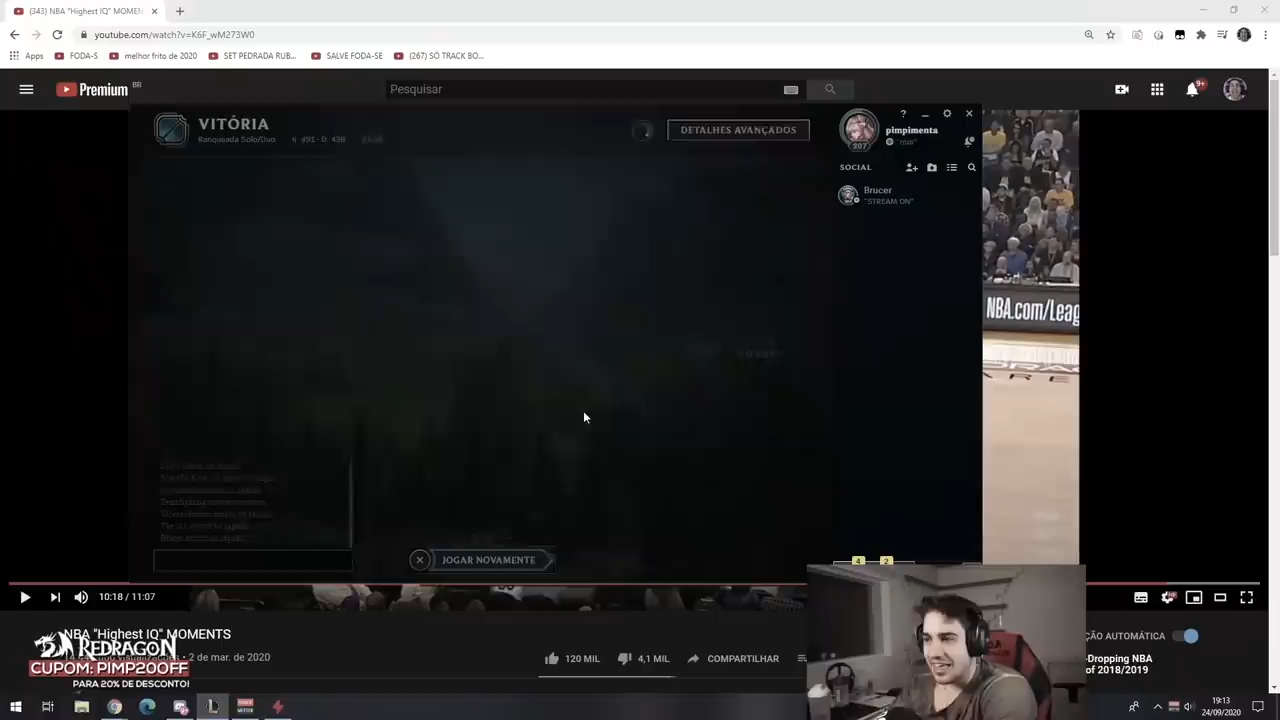 (343) NBA "Highest IQ" MOMEN
youtube.com/watch?v=K6F_wM273W0
Apps
FODA-S
melhor frito de 2020
SET PEDRADA RUB...
SALVE FODA-SE
(267) SÓ TRACK BO...
Premium
BR
Pesquisar
9+
VITÓRIA
Ranqueada Solo/Duo
DETALHES AVANÇADOS
pimpimenta
207
SOCIAL
Brucer
"STREAM ON"
NBA.com/Leag
4
2
JOGAR NOVAMENTE
10:18 / 11:07
NBA "Highest IQ" MOMENTS
2 de mar. de 2020
120 MIL
4,1 MIL
COMPARTILHAR
ÇÃO AUTOMÁTICA
-Dropping NBA
of 2018/2019
REDRAGON
CUPOM: PIMP20OFF
PARA 20% DE DESCONTO!
19:13
24/09/2020